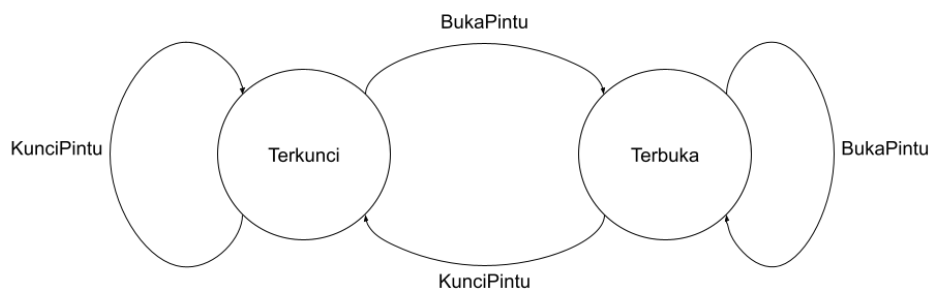 BukaPintu
KunciPintu
Terkunci
Terbuka
BukaPintu
KunciPintu